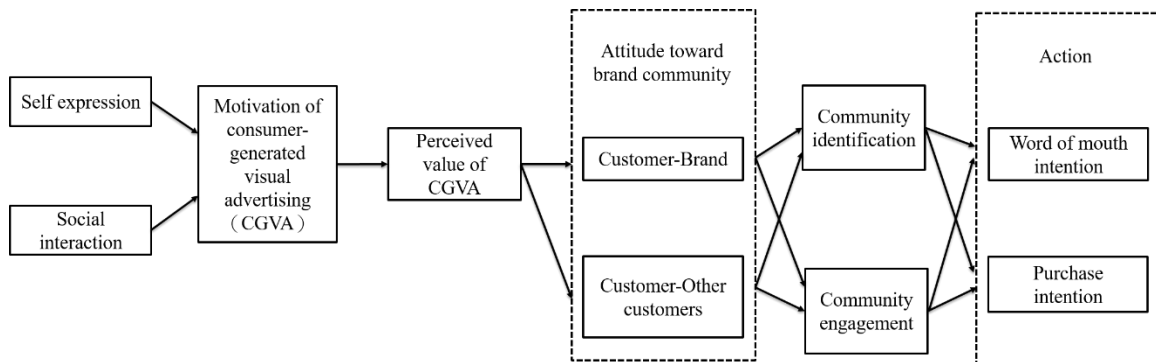 Self expression
Social
interaction
Motivation of
consumer-
generated
visual
advertising
（CGVA）
Perceived
value of
CGVA
Attitude toward
brand community
Customer-Brand
Customer-Other
customers
Community
identification
Community
engagement
Action
Word of mouth
intention
Purchase
intention